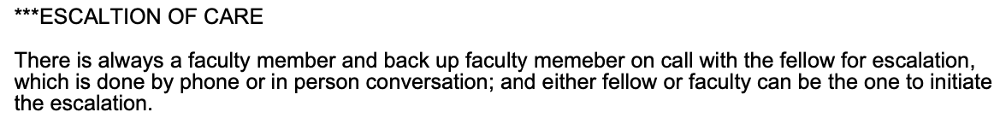 ***ESCALTION OF CARE
There is always a faculty member and back up faculty memeber on call with the fellow for escalation,
which is done by phone or in person conversation; and either fellow or faculty can be the one to initiate
the escalation.